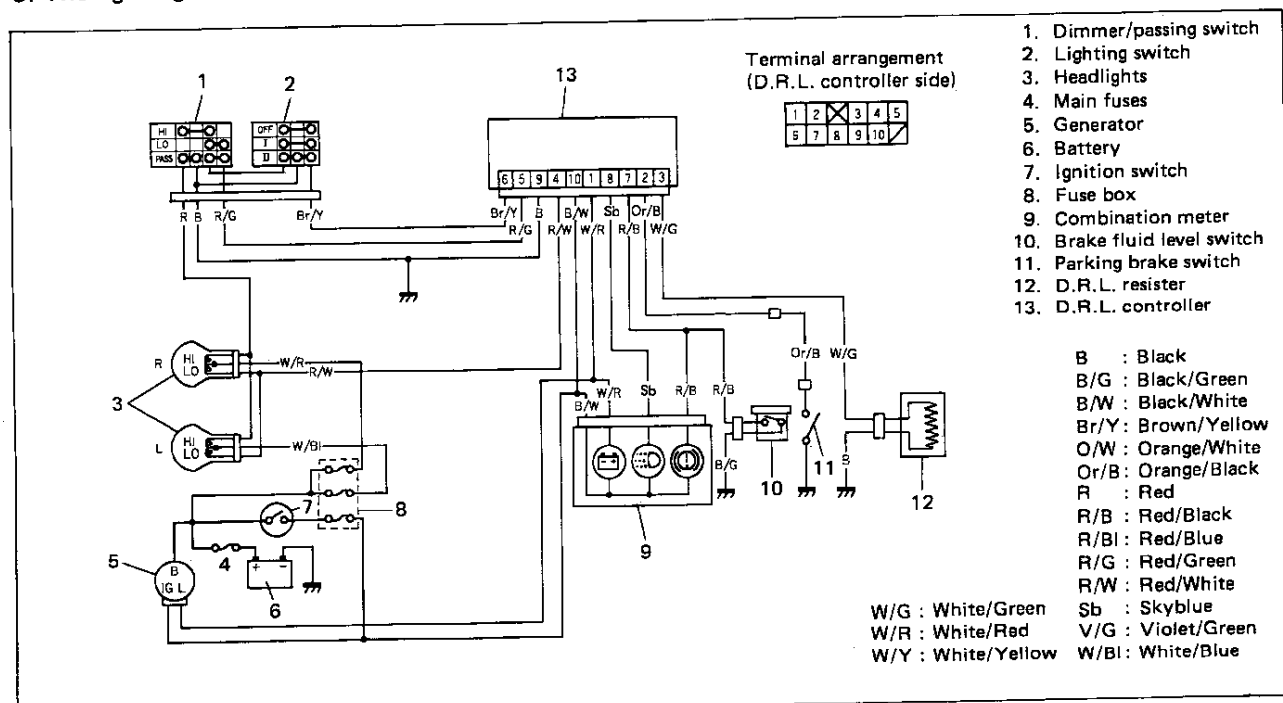 1. Dimmer/passing switch
2. Lighting switch
3. Headlights
4. Main fuses
5. Generator
6. Battery
7. Ignition switch
8. Fuse box
9. Combination meter
10. Brake fluid level switch
11. Parking brake switch
12. D.R.L. resister
13. D.R.L. controller
Terminal arrangement
(D.R.L. controller side)
1 2 3 4 5
6 7 8 9 10
1
2
13
HI
LO
PASS
OFF
I
II
6 5 9 4 10 1 8 7 2 3
R B R/G Br/Y
Br/Y B B/W Sb Or/B
R/G R/W W/R R/B W/G
R HI LO
W/R
R/W
3
L HI LO
W/Bl
7
8
4
5
B
IG L
+ -
6
B/W
W/R
Sb
R/B
R/B
B/G
Or/B
W/G
B
9
10
11
12
B : Black
B/G : Black/Green
B/W : Black/White
Br/Y : Brown/Yellow
O/W : Orange/White
Or/B : Orange/Black
R : Red
R/B : Red/Black
R/Bl : Red/Blue
R/G : Red/Green
R/W : Red/White
W/G : White/Green Sb : Skyblue
W/R : White/Red V/G : Violet/Green
W/Y : White/Yellow W/Bl : White/Blue